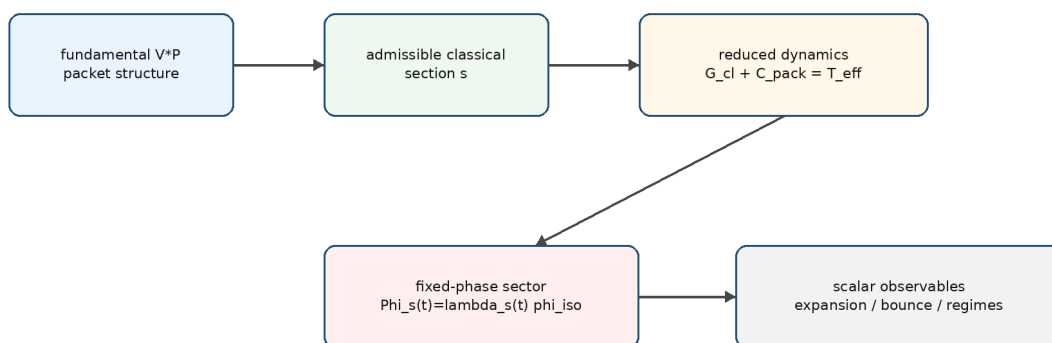 fundamental V*P
packet structure
admissible classical
section s
reduced dynamics
G_cl + C_pack = T_eff
fixed-phase sector
Phi_s(t)=lambda_s(t) phi_iso
scalar observables
expansion / bounce / regimes